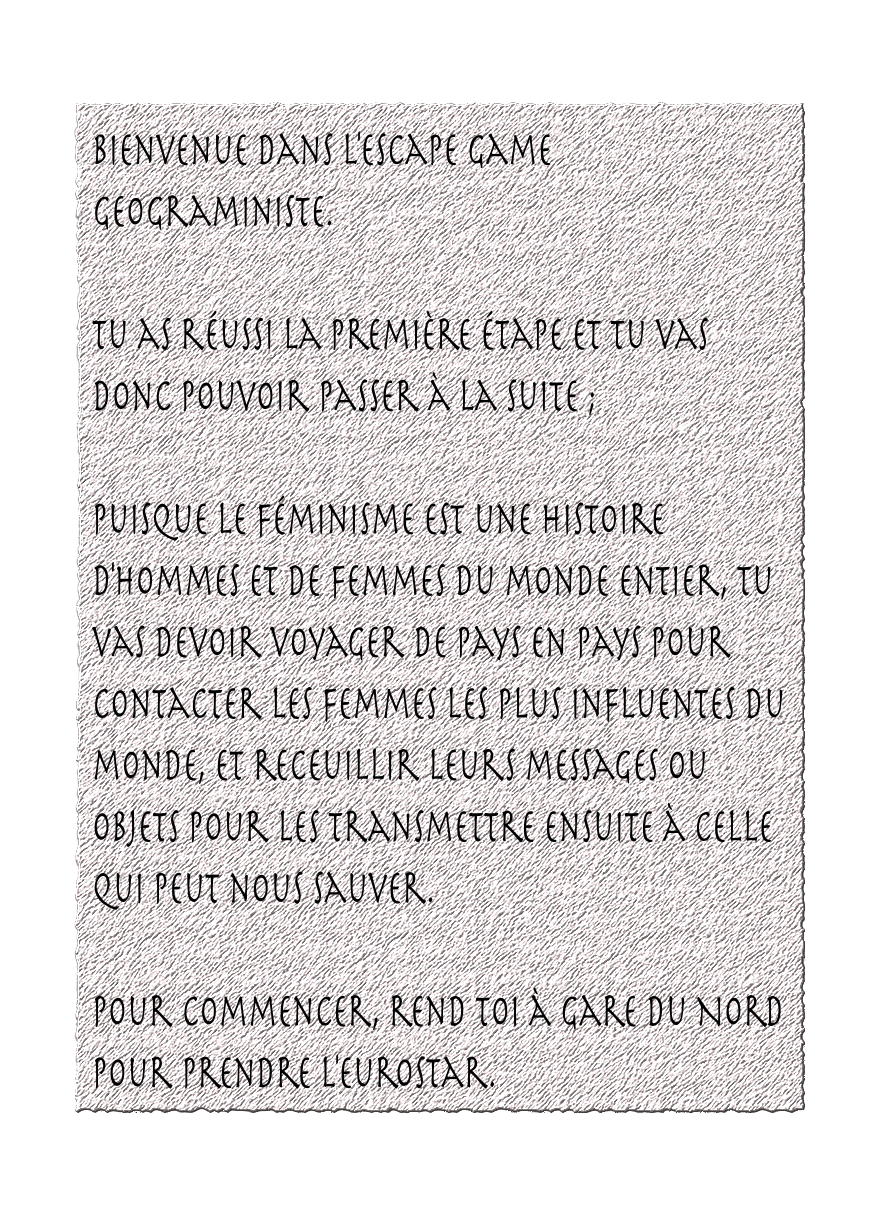 BIENVENUE DANS L'ESCAPE GAME
GEOGRAMINISTE.
TU AS RÉUSSI LA PREMIÈRE ÉTAPE ET TU VAS
DONC POUVOIR PASSER À LA SUITE ;
PUISQUE LE FÉMINISME EST UNE HISTOIRE
D'HOMMES ET DE FEMMES DU MONDE ENTIER, TU
VAS DEVOIR VOYAGER DE PAYS EN PAYS POUR
CONTACTER LES FEMMES LES PLUS INFLUENTES DU
MONDE, ET RECEUILLIR LEURS MESSAGES OU
OBJETS POUR LES TRANSMETTRE ENSUITE À CELLE
QUI PEUT NOUS SAUVER.
POUR COMMENCER, REND TOI À GARE DU NORD
POUR PRENDRE L'EUROSTAR.